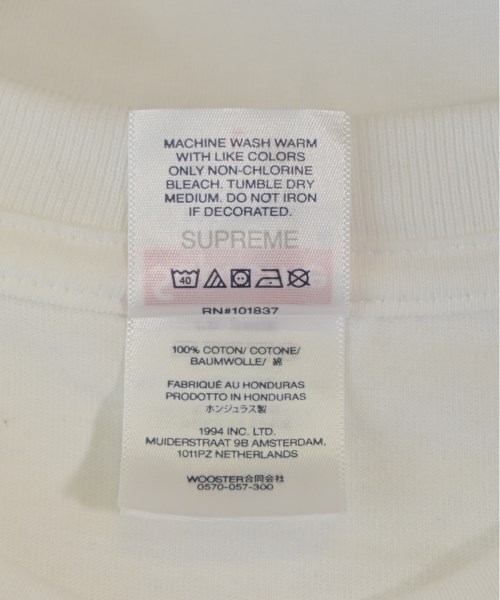 MACHINE WASH WARM
WITH LIKE COLORS
ONLY NON-CHLORINE
BLEACH. TUMBLE DRY
MEDIUM. DO NOT IRON
IF DECORATED.
SUPREME
40
RN#101837
100% COTON/ COTONE/
BAUMWOLLE/ 綿
FABRIQUÉ AU HONDURAS
PRODOTTO IN HONDURAS
ホンジュラス製
1994 INC. LTD.
MUIDERSTRAAT 9B AMSTERDAM,
1011PZ NETHERLANDS
WOOSTER合同会社
0570-057-300